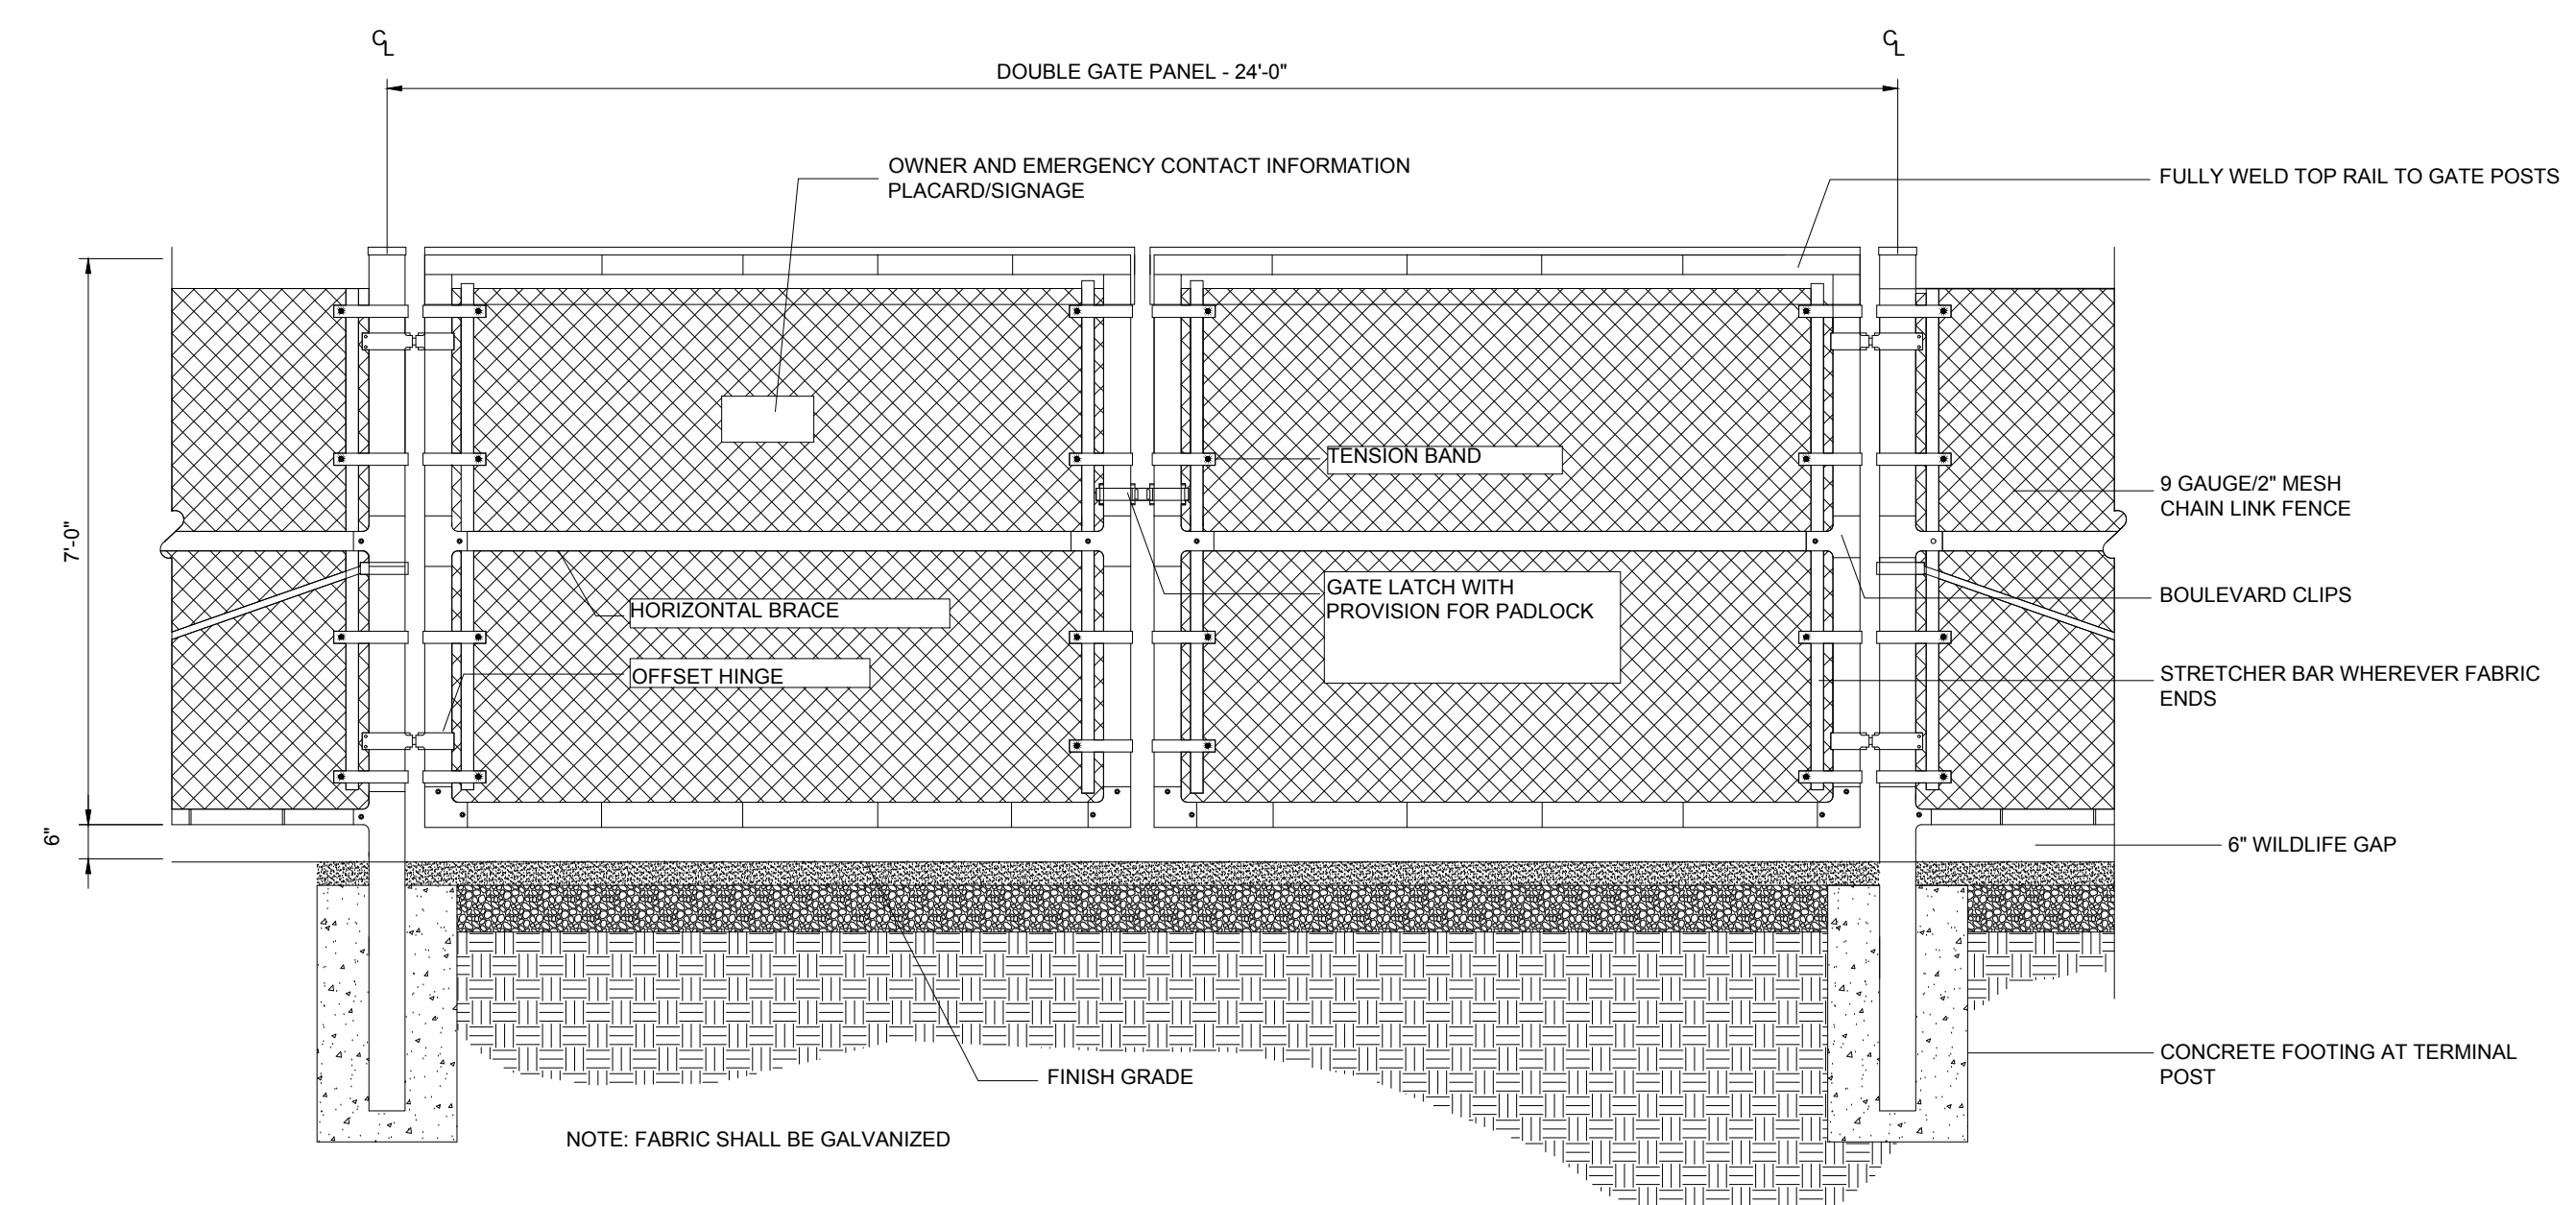 ℄ ℄
DOUBLE GATE PANEL - 24'-0"
OWNER AND EMERGENCY CONTACT INFORMATION
PLACARD/SIGNAGE
FULLY WELD TOP RAIL TO GATE POSTS
TENSION BAND
9 GAUGE/2" MESH
CHAIN LINK FENCE
7'-0"
GATE LATCH WITH
PROVISION FOR PADLOCK
HORIZONTAL BRACE
BOULEVARD CLIPS
OFFSET HINGE
STRETCHER BAR WHEREVER FABRIC
ENDS
6"
6" WILDLIFE GAP
FINISH GRADE
CONCRETE FOOTING AT TERMINAL
POST
NOTE: FABRIC SHALL BE GALVANIZED